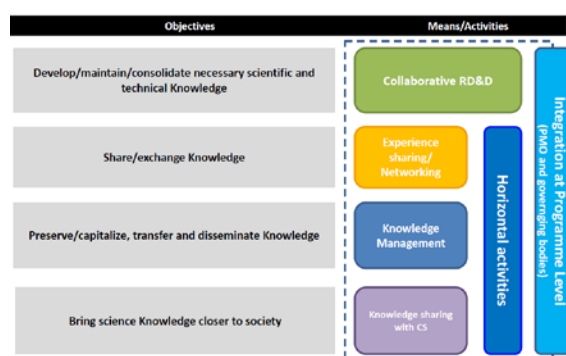 Objectives
Means/Activities
Develop/maintain/consolidate necessary scientific and
technical Knowledge
Collaborative RD&D
Share/exchange Knowledge
Experience
sharing/
Networking
Preserve/capitalize, transfer and disseminate Knowledge
Knowledge
Management
Bring science Knowledge closer to society
Knowledge sharing
with CS
Horizontal activities
Integration at Programme Level
(PMO and governging bodies)